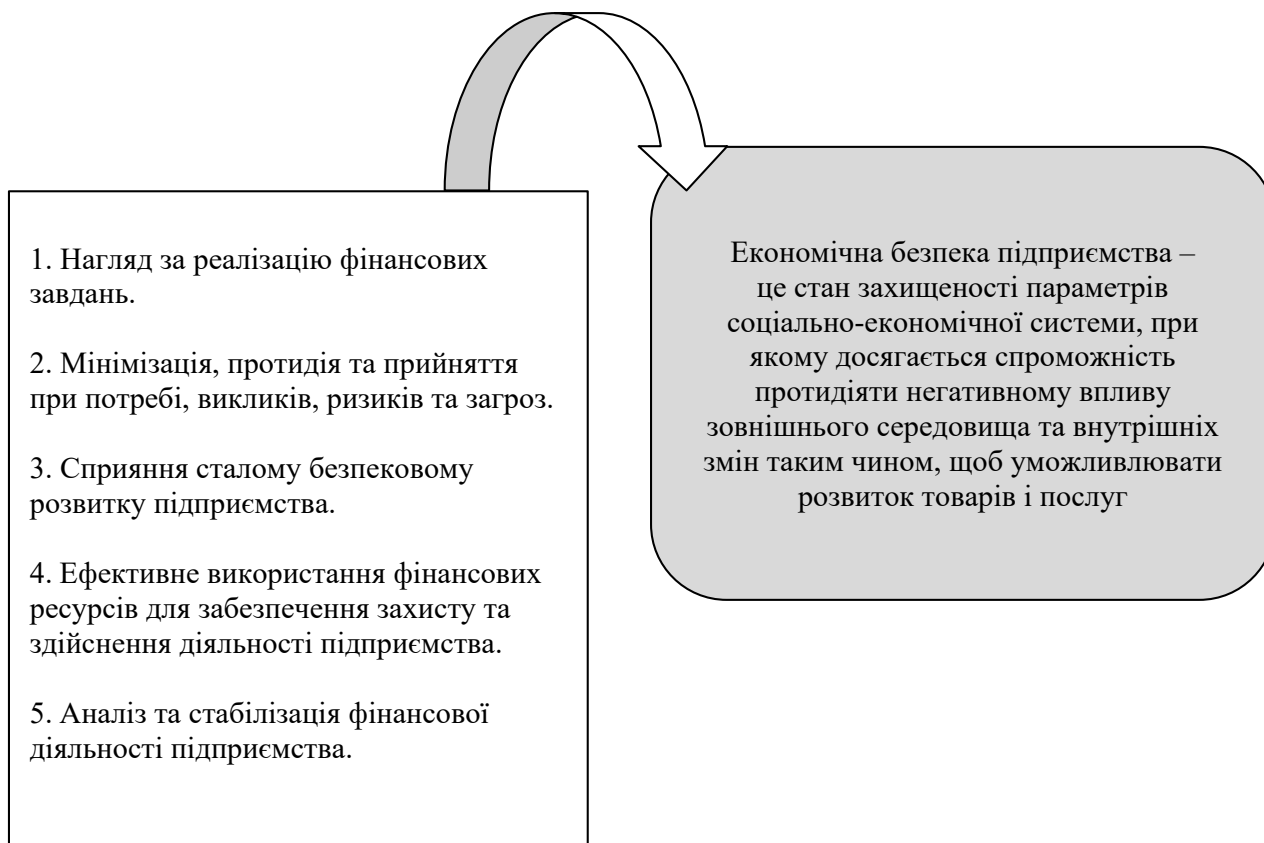 1. Нагляд за реалізацію фінансових
завдань.
2. Мінімізація, протидія та прийняття
при потребі, викликів, ризиків та загроз.
3. Сприяння сталому безпековому
розвитку підприємства.
4. Ефективне використання фінансових
ресурсів для забезпечення захисту та
здійснення діяльності підприємства.
5. Аналіз та стабілізація фінансової
діяльності підприємства.
Економічна безпека підприємства –
це стан захищеності параметрів
соціально-економічної системи, при
якому досягається спроможність
протидіяти негативному впливу
зовнішнього середовища та внутрішніх
змін таким чином, щоб уможливлювати
розвиток товарів і послуг